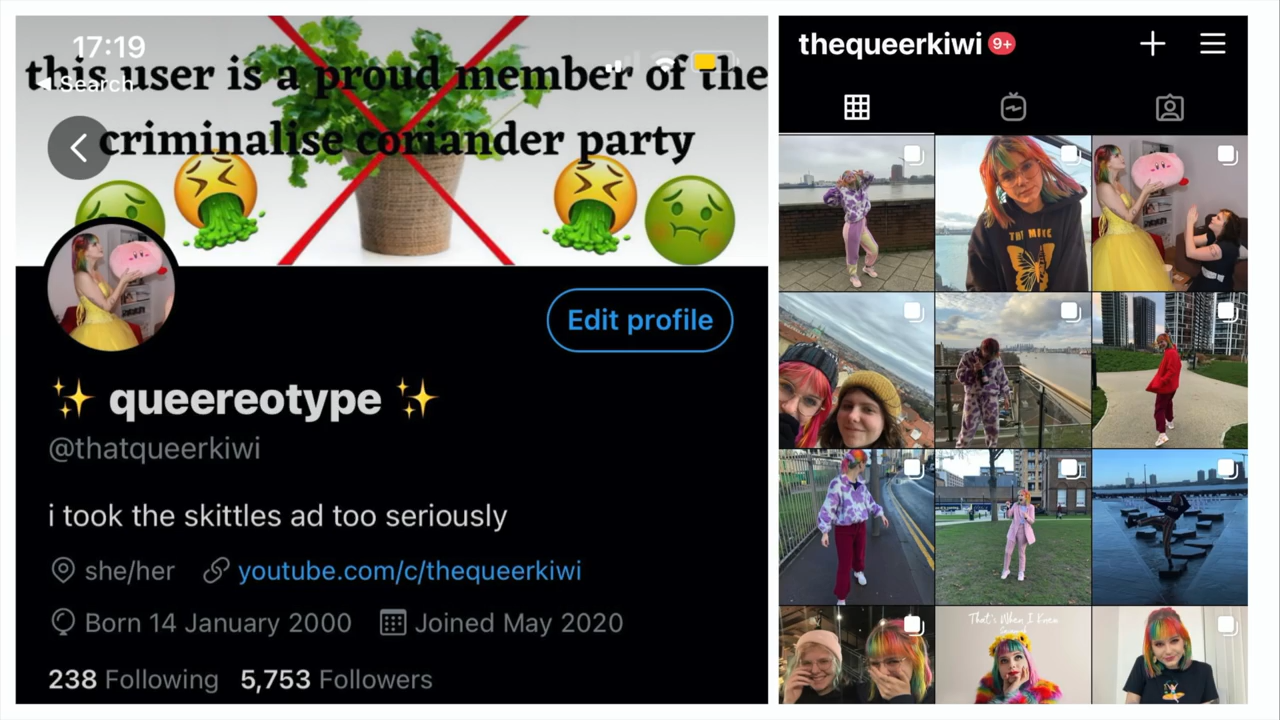 17:19
◀ Search
this user is a proud member of the
criminalise coriander party
Edit profile
✨ queereotype ✨
@thatqueerkiwi
i took the skittles ad too seriously
she/her youtube.com/c/thequeerkiwi
Born 14 January 2000 Joined May 2020
238 Following 5,753 Followers
thequeerkiwi 9+
That's When I Knew